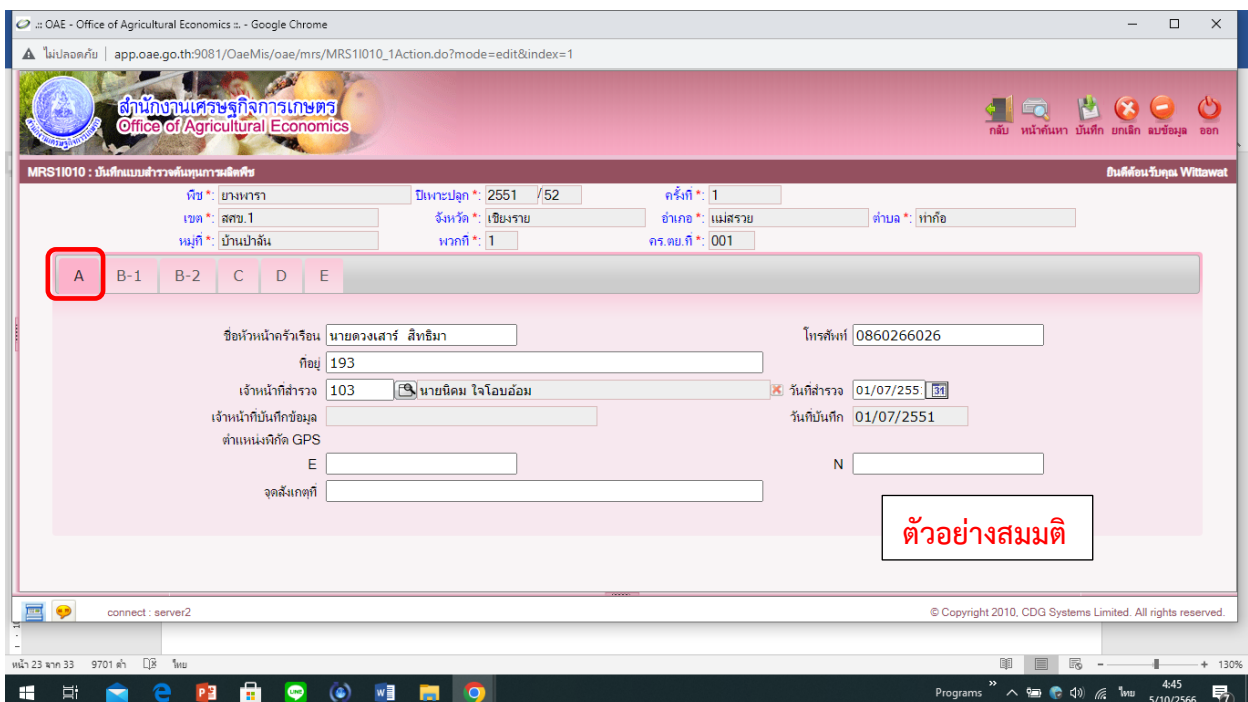 .:: OAE - Office of Agricultural Economics ::. - Google Chrome
ไม่ปลอดภัย | app.oae.go.th:9081/OaeMis/oae/mrs/MRS1I010_1Action.do?mode=edit&index=1
สำนักงานเศรษฐกิจการเกษตร
Office of Agricultural Economics
กลับ หน้าค้นหา บันทึก ยกเลิก ลบข้อมูล ออก
MRS1I010 : บันทึกแบบสำรวจต้นทุนการผลิตพืช ยินดีต้อนรับคุณ Wittawat
พืช *: ยางพารา ปีเพาะปลูก *: 2551 /52 ครั้งที่ *: 1
เขต *: สศข.1 จังหวัด *: เชียงราย อำเภอ *: แม่สรวย ตำบล *: ท่าก๊อ
หมู่ที่ *: บ้านป่าลัน พวกที่ *: 1 คร.ตย.ที่ *: 001
A B-1 B-2 C D E
ชื่อหัวหน้าครัวเรือน นายดวงเสาร์ สิทธิมา โทรศัพท์ 0860266026
ที่อยู่ 193
เจ้าหน้าที่สำรวจ 103 นายนิคม ใจโอบอ้อม วันที่สำรวจ 01/07/255 31
เจ้าหน้าที่บันทึกข้อมูล วันที่บันทึก 01/07/2551
ตำแหน่งพิกัด GPS
E N
จุดสังเกตุที่
ตัวอย่างสมมติ
connect : server2 © Copyright 2010, CDG Systems Limited. All rights reserved.
หน้า 23 จาก 33 9701 คำ ไทย 130%
Programs ไทย 4:45
5/10/2566